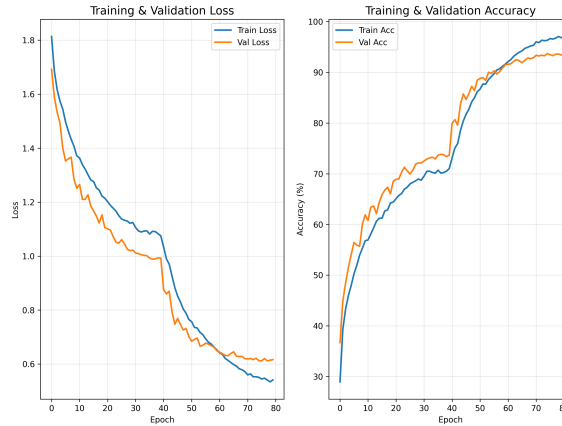 Training & Validation Loss
Train Loss
Val Loss
1.8
1.6
1.4
1.2
1.0
0.8
0.6
Loss
0 10 20 30 40 50 60 70 80
Epoch
Training & Validation Accuracy
Train Acc
Val Acc
100
90
80
70
60
50
40
30
Accuracy (%)
0 10 20 30 40 50 60 70
Epoch